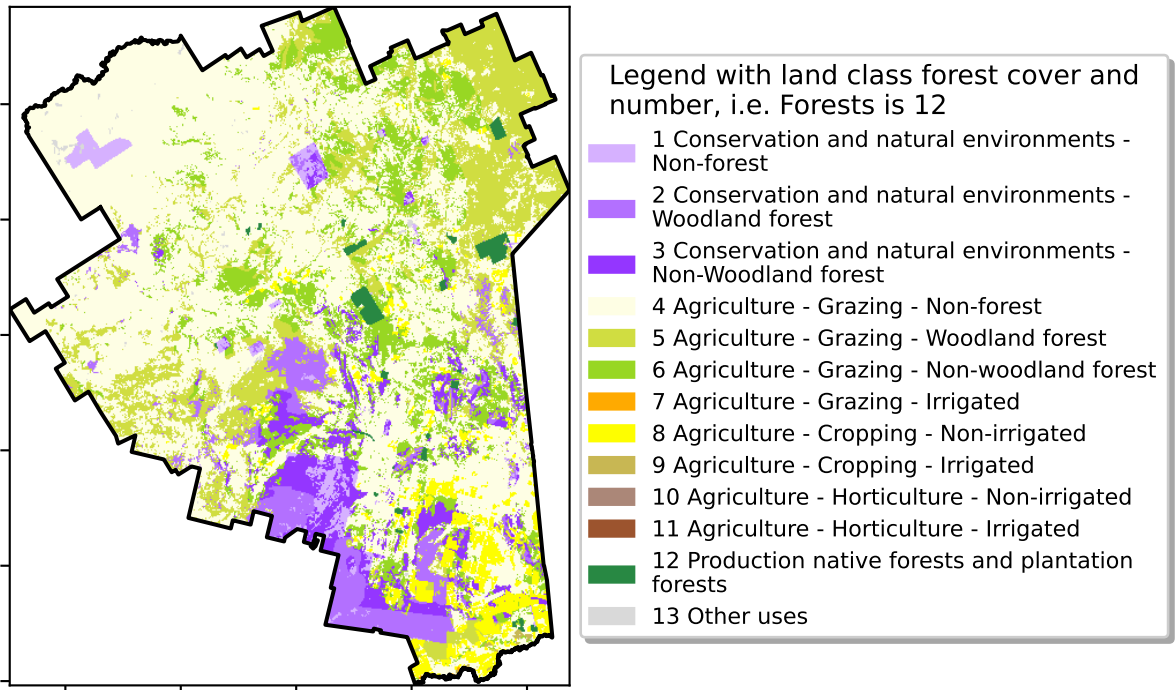 Legend with land class forest cover and
number, i.e. Forests is 12
1 Conservation and natural environments -
Non-forest
2 Conservation and natural environments -
Woodland forest
3 Conservation and natural environments -
Non-Woodland forest
4 Agriculture - Grazing - Non-forest
5 Agriculture - Grazing - Woodland forest
6 Agriculture - Grazing - Non-woodland forest
7 Agriculture - Grazing - Irrigated
8 Agriculture - Cropping - Non-irrigated
9 Agriculture - Cropping - Irrigated
10 Agriculture - Horticulture - Non-irrigated
11 Agriculture - Horticulture - Irrigated
12 Production native forests and plantation
forests
13 Other uses